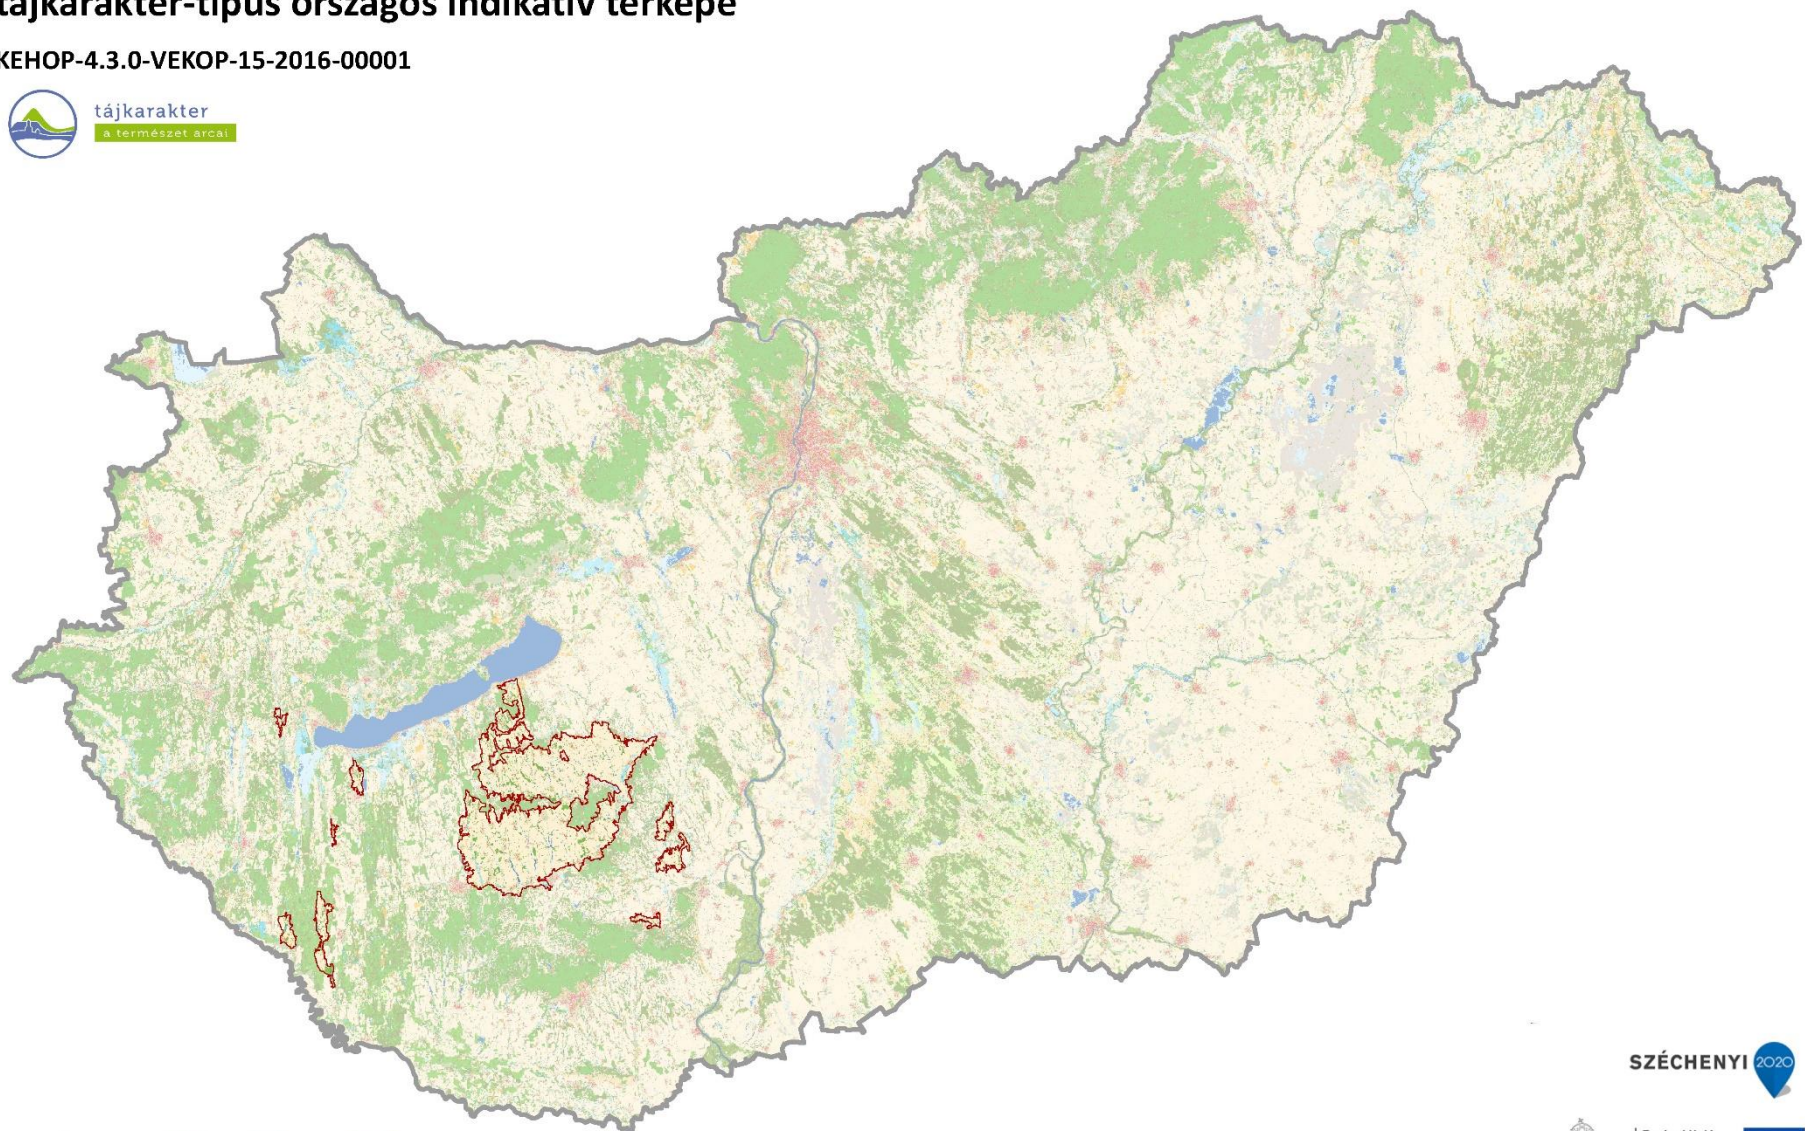 tájkarakter-típus országos indikatív térképe
KEHOP-4.3.0-VEKOP-15-2016-00001
tájkarakter
a természet arcai
SZÉCHENYI 2020